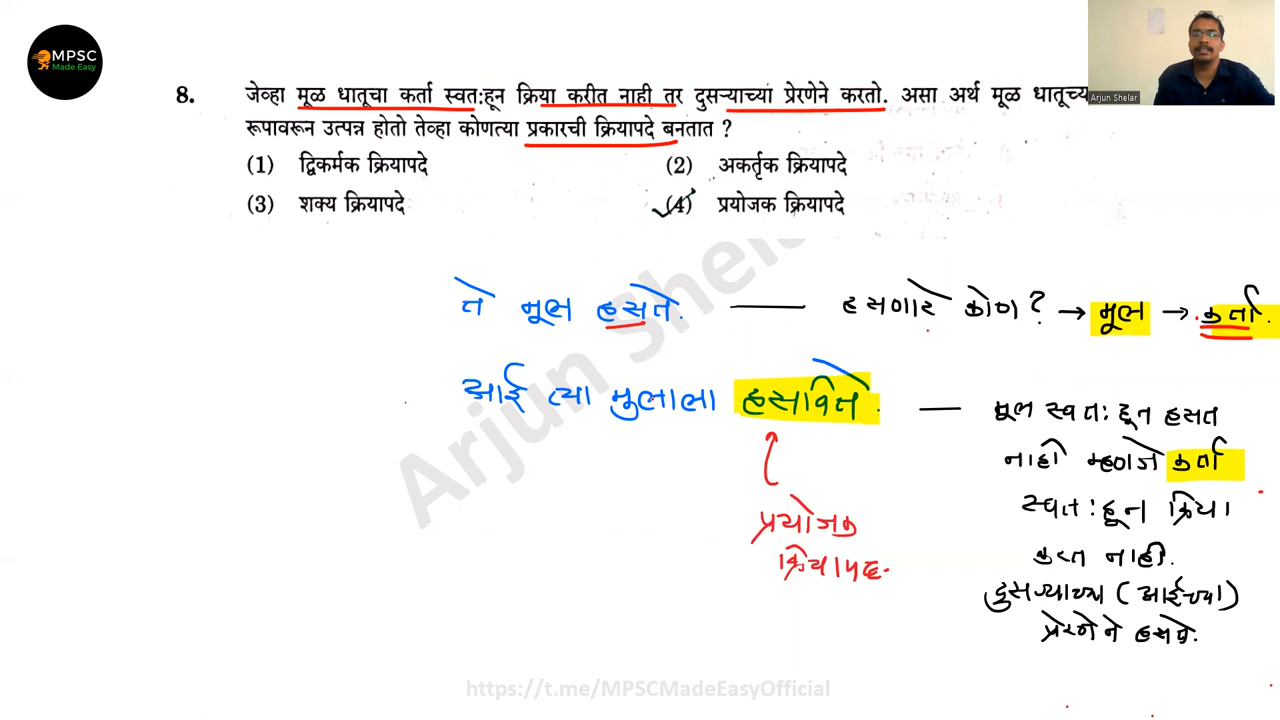 MPSC
Made Easy
Arjun Shelar
8. जेव्हा मूळ धातूचा कर्ता स्वत:हून क्रिया करीत नाही तर दुसऱ्याच्या प्रेरणेने करतो. असा अर्थ मूळ धातूच्य
रूपावरून उत्पन्न होतो तेव्हा कोणत्या प्रकारची क्रियापदे बनतात ?
(1) द्विकर्मक क्रियापदे (2) अकर्तृक क्रियापदे
(3) शक्य क्रियापदे (4) प्रयोजक क्रियापदे
ते मूल हसते. — हसणारे कोण? → मूल → कर्ता.
आई त्या मुलाला हसविते. — मूल स्वत:हून हसत
नाही म्हणजे कर्ता
स्वत:हून क्रिया
करत नाही.
दुसऱ्याच्या (आईच्या)
प्रेरणेने हसते.
प्रयोजक
क्रियापद.
Arjun Shelar
https://t.me/MPSCMadeEasyOfficial